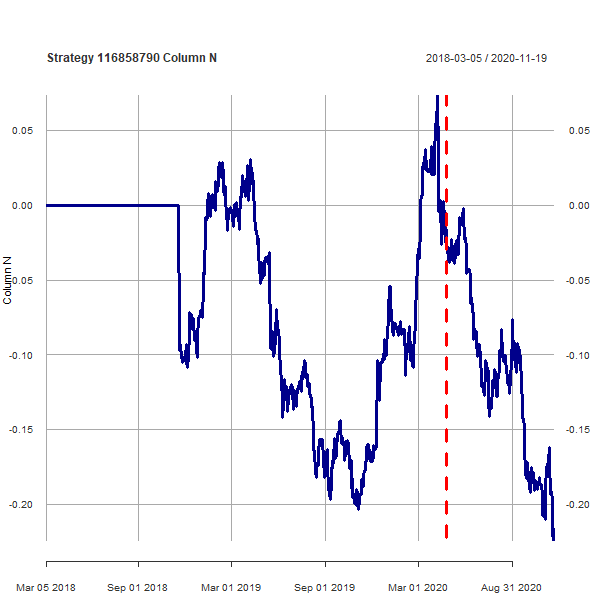 Strategy 116858790 Column N
2018-03-05 / 2020-11-19
0.05
0.05
0.00
0.00
-0.05
-0.05
Column N
-0.10
-0.10
-0.15
-0.15
-0.20
-0.20
Mar 05 2018
Sep 01 2018
Mar 01 2019
Sep 01 2019
Mar 01 2020
Aug 31 2020